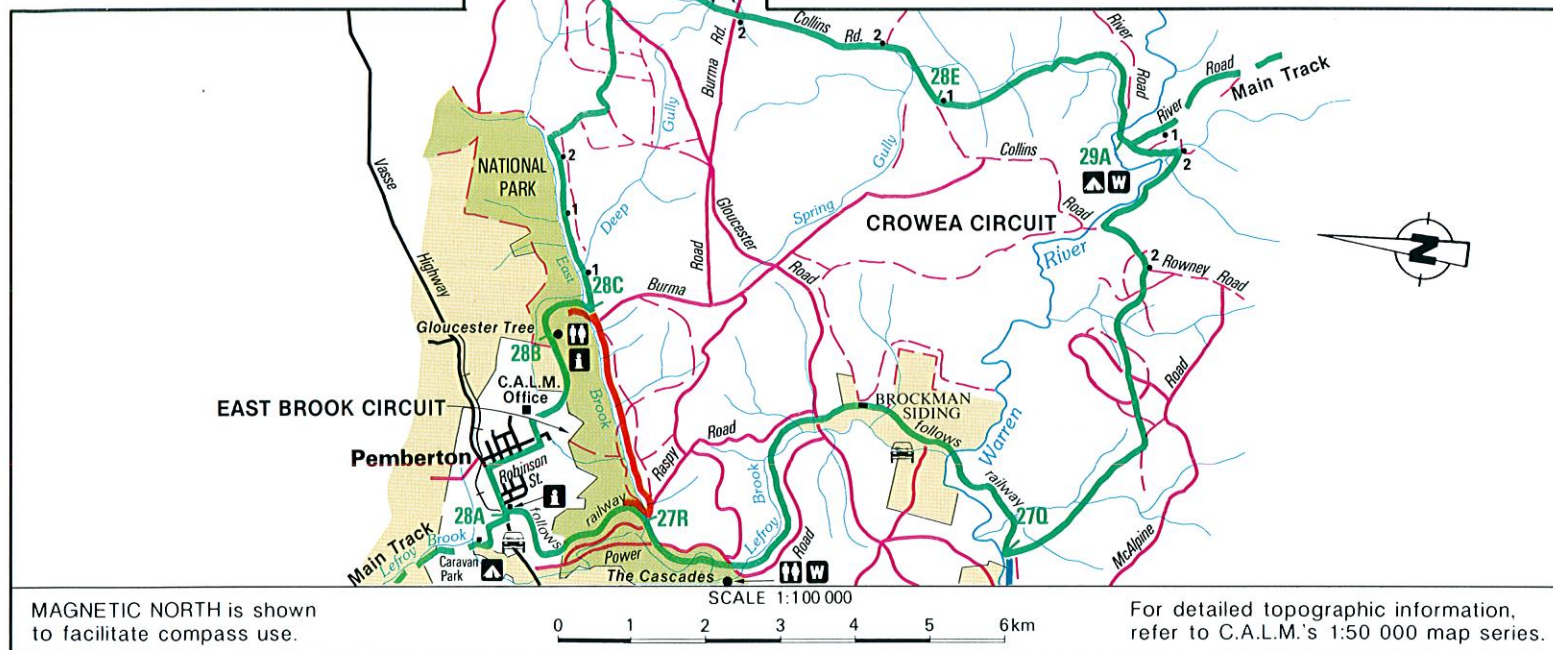 Collins
Rd.
2
2
River
Road
Road
Main Track
River
Burma Rd.
28E
1
Gully
1
2
29A
W
Collins
Road
NATIONAL
PARK
2
1
Deep
Gully
Spring
Vasse
Highway
Gloucester
Road
Road
CROWEA CIRCUIT
River
N
2
Rowney Road
East
1
28C
Burma
Gloucester Tree
28B
C.A.L.M.
Office
Brook
EAST BROOK CIRCUIT
BROCKMAN
SIDING
follows
Warren
Road
Road
Raspy
Pemberton
Robinson
St.
Brook
Lefroy
railway
railway
27R
27Q
28A
follows
Road
McAlpine
Main Track
Lefroy Brook
Caravan
Park
Power
The Cascades
W
MAGNETIC NORTH is shown
to facilitate compass use.
SCALE 1:100 000
0 1 2 3 4 5 6km
For detailed topographic information,
refer to C.A.L.M.'s 1:50 000 map series.